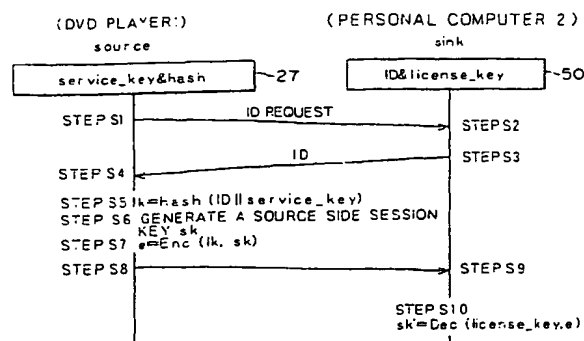 (DVD PLAYER:) (PERSONAL COMPUTER 2)
source sink
service_key&hash 27 ID&license_key 50
STEP S1 ID REQUEST STEP S2
STEP S4 ID STEP S3
STEP S5 lk=hash (ID||service_key)
STEP S6 GENERATE A SOURCE SIDE SESSION
KEY sk
STEP S7 e=Enc (lk, sk)
STEP S8 STEP S9
STEP S10
sk'=Dec (license_key,e)